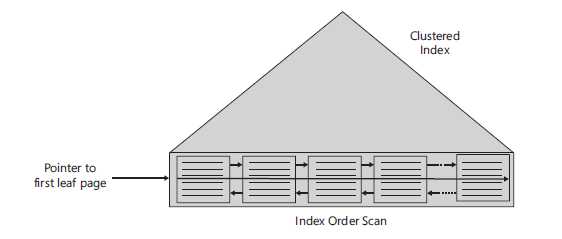 Clustered
Index
Pointer to
first leaf page
Index Order Scan